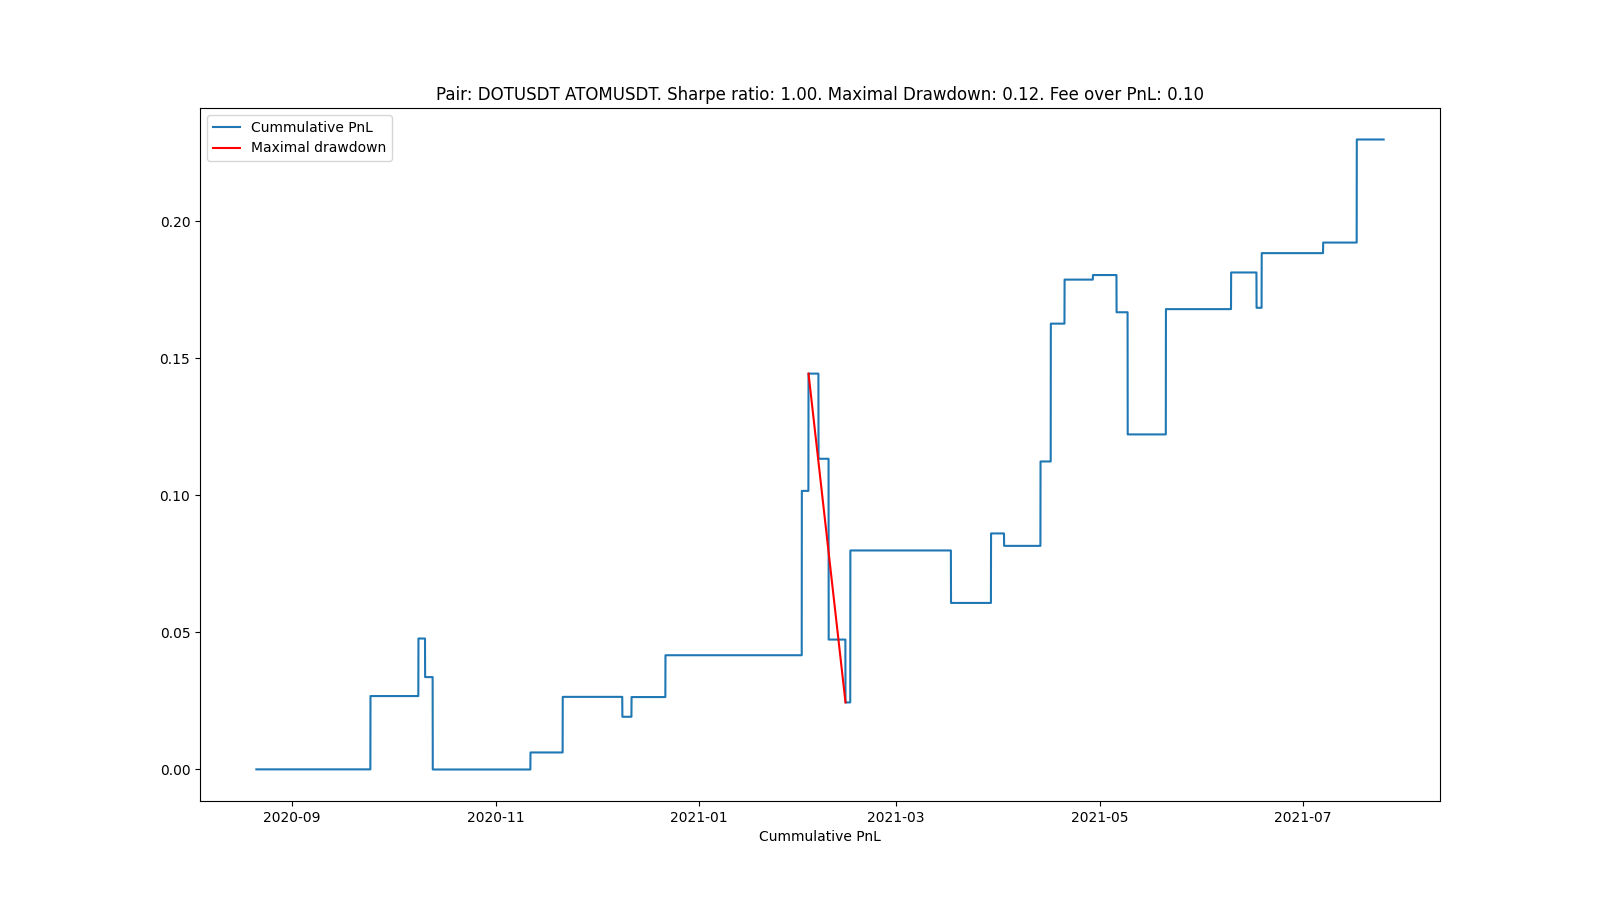 Pair: DOTUSDT ATOMUSDT. Sharpe ratio: 1.00. Maximal Drawdown: 0.12. Fee over PnL: 0.10
Cummulative PnL
Maximal drawdown
0.20
0.15
0.10
0.05
0.00
2020-09 2020-11 2021-01 2021-03 2021-05 2021-07
Cummulative PnL